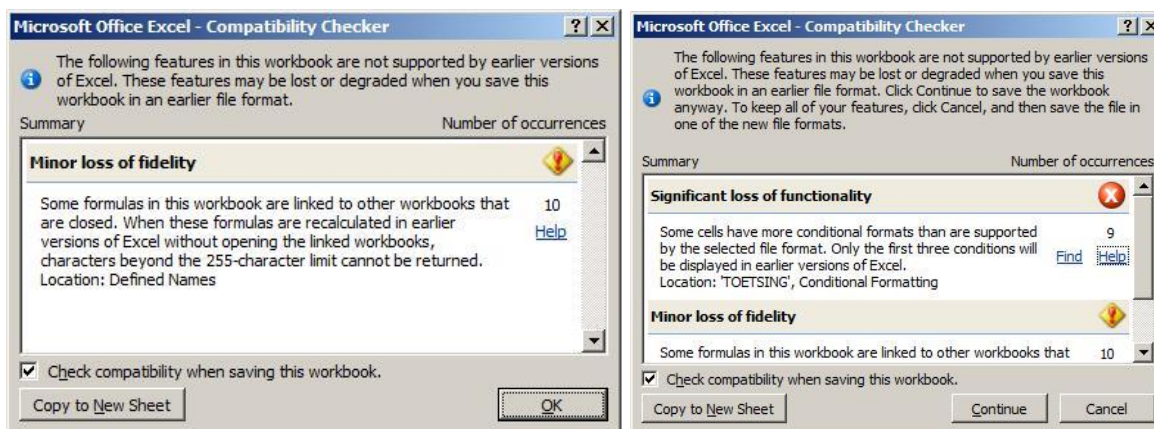 Microsoft Office Excel - Compatibility Checker
The following features in this workbook are not supported by earlier versions
of Excel. These features may be lost or degraded when you save this
workbook in an earlier file format.
Summary Number of occurrences
Minor loss of fidelity
Some formulas in this workbook are linked to other workbooks that 10
are closed. When these formulas are recalculated in earlier Help
versions of Excel without opening the linked workbooks,
characters beyond the 255-character limit cannot be returned.
Location: Defined Names
Check compatibility when saving this workbook.
Copy to New Sheet OK
Microsoft Office Excel - Compatibility Checker
The following features in this workbook are not supported by earlier versions
of Excel. These features may be lost or degraded when you save this
workbook in an earlier file format. Click Continue to save the workbook
anyway. To keep all of your features, click Cancel, and then save the file in
one of the new file formats.
Summary Number of occurrences
Significant loss of functionality
Some cells have more conditional formats than are supported 9
by the selected file format. Only the first three conditions will Find Help
be displayed in earlier versions of Excel.
Location: 'TOETSING', Conditional Formatting
Minor loss of fidelity
Some formulas in this workbook are linked to other workbooks that 10
Check compatibility when saving this workbook.
Copy to New Sheet Continue Cancel